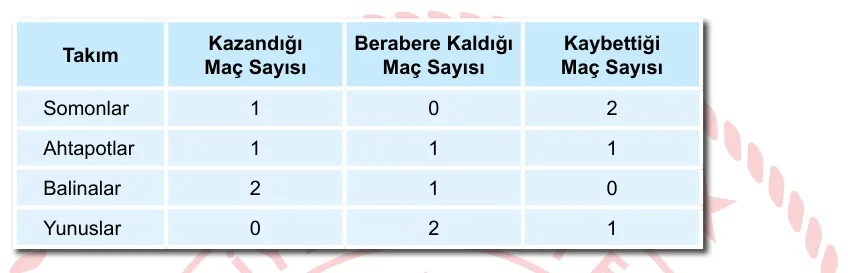 Takım Kazandığı Maç Sayısı Berabere Kaldığı Maç Sayısı Kaybettiği Maç Sayısı
Somonlar 1 0 2
Ahtapotlar 1 1 1
Balinalar 2 1 0
Yunuslar 0 2 1